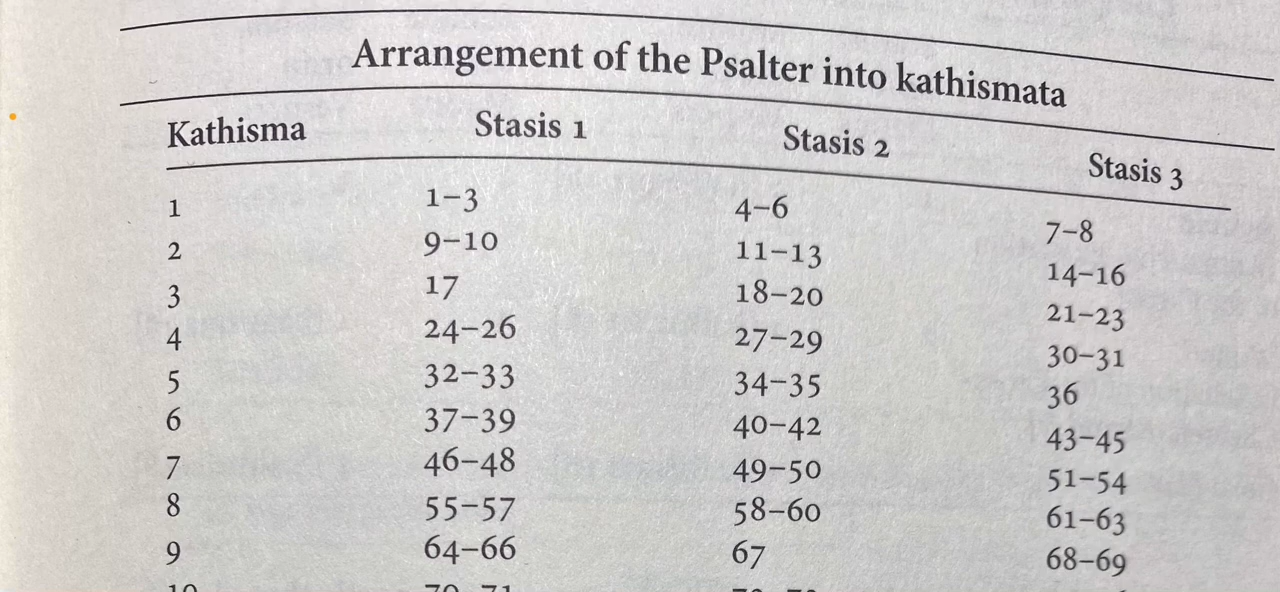 Arrangement of the Psalter into kathismata
Kathisma Stasis 1 Stasis 2 Stasis 3
1 1–3 4–6 7–8
2 9–10 11–13 14–16
3 17 18–20 21–23
4 24–26 27–29 30–31
5 32–33 34–35 36
6 37–39 40–42 43–45
7 46–48 49–50 51–54
8 55–57 58–60 61–63
9 64–66 67 68–69
10 70–71